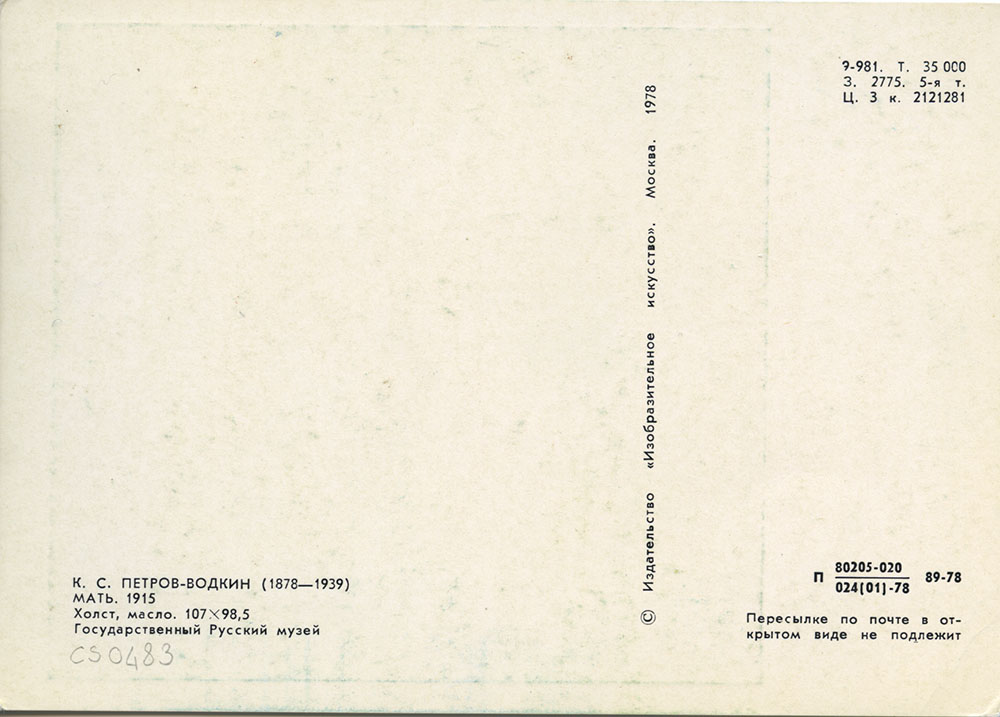 9-981. Т. 35 000
З. 2775. 5-я т.
Ц. 3 к. 2121281
© Издательство «Изобразительное искусство». Москва. 1978
К. С. ПЕТРОВ-ВОДКИН (1878—1939)
МАТЬ. 1915
Холст, масло. 107×98,5
Государственный Русский музей
CS0483
П 80205-020 89-78
024(01)-78
Пересылке по почте в от-
крытом виде не подлежит